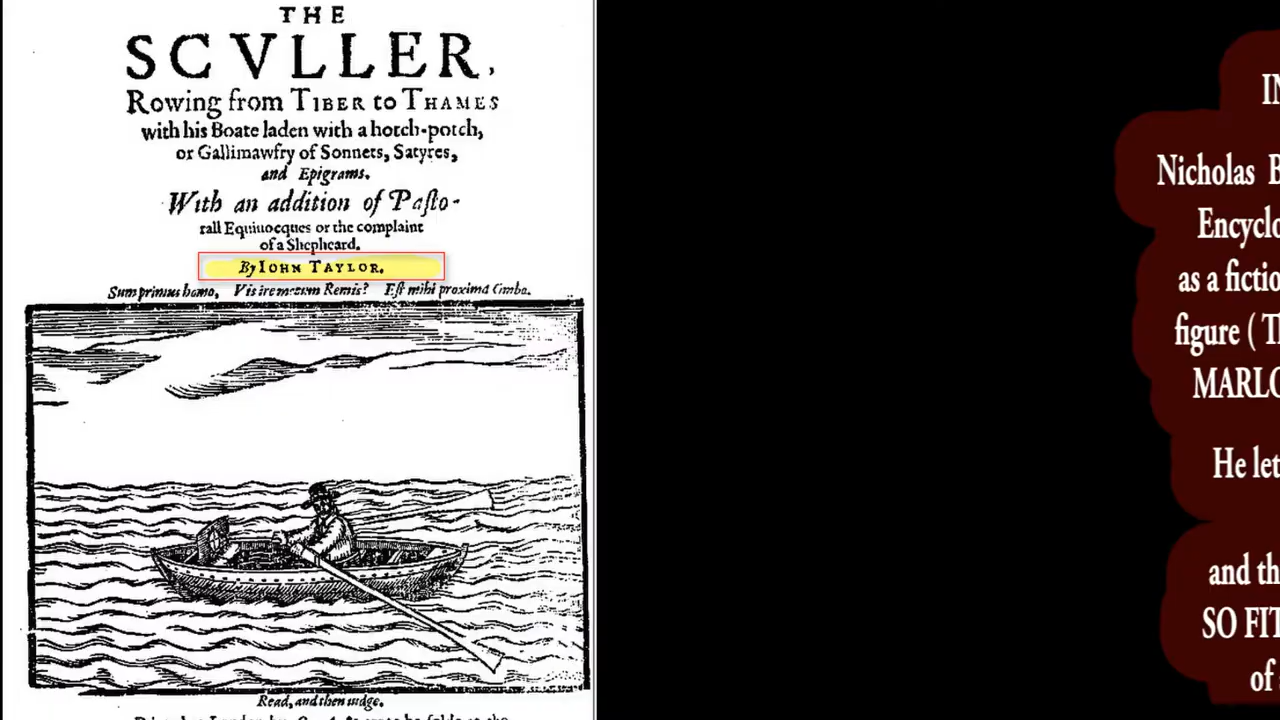 THE
SCVLLER,
Rowing from TIBER to THAMES
with his Boate laden with a hotch-potch,
or Gallimawfry of Sonnets, Satyres,
and Epigrams.
With an addition of Pasto-
rall Equiuocques or the complaint
of a Shepheard.
By IOHN TAYLOR.
Sum primus homo, Vis ire mecum Remis? Est mihi proxima Cimba.
Read, and then iudge.
IN
Nicholas B
Encyclo
as a fictio
figure ( T
MARLO
He let
and th
SO FIT
of